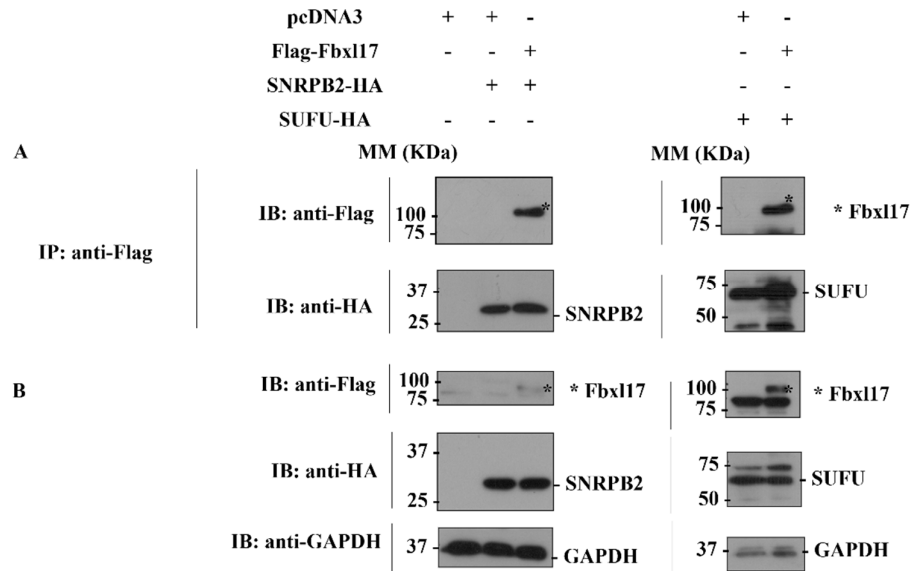 pcDNA3 + + - + -
Flag-Fbxl17 - - + - +
SNRPB2-HA - + + - -
SUFU-HA - - - + +
A MM (KDa) MM (KDa)
IP: anti-Flag
IB: anti-Flag 100 75 * 100 75 * * Fbxl17
IB: anti-HA 37 25 SNRPB2 75 50 SUFU
B
IB: anti-Flag 100 75 * * Fbxl17 100 75 * * Fbxl17
IB: anti-HA 37 25 SNRPB2 75 50 SUFU
IB: anti-GAPDH 37 GAPDH 37 GAPDH